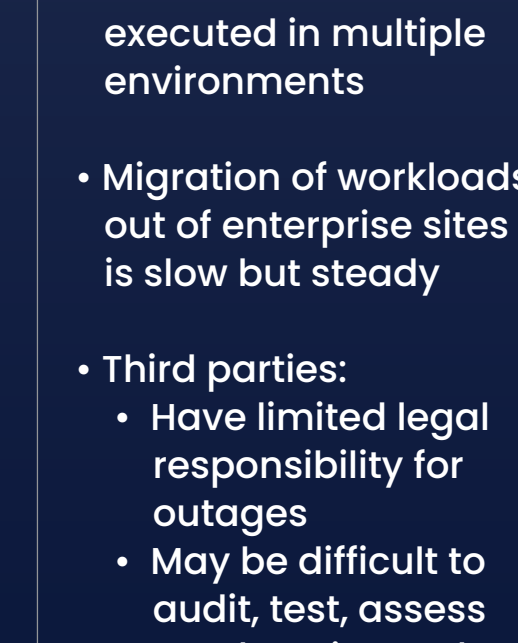 executed in multiple
environments
• Migration of workloads
out of enterprise sites
is slow but steady
• Third parties:
• Have limited legal
responsibility for
outages
• May be difficult to
audit, test, assess